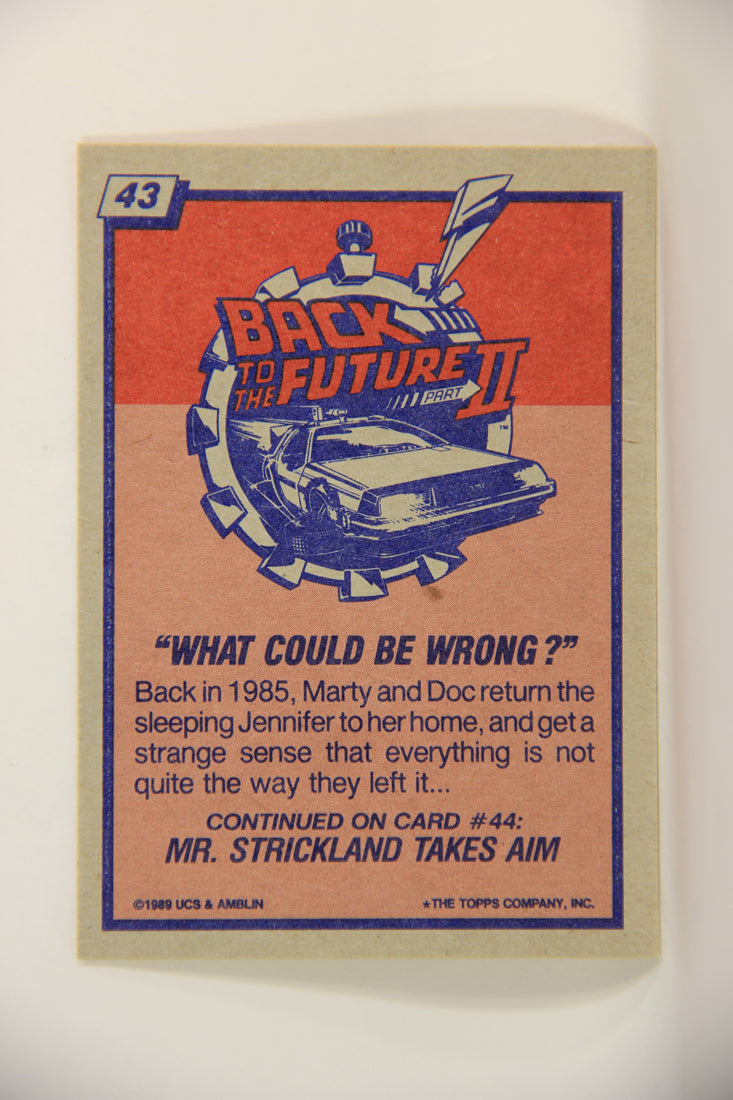 43
BACK
TO
THE FUTURE
PART II
™
“WHAT COULD BE WRONG?”
Back in 1985, Marty and Doc return the
sleeping Jennifer to her home, and get a
strange sense that everything is not
quite the way they left it...
CONTINUED ON CARD #44:
MR. STRICKLAND TAKES AIM
©1989 UCS & AMBLIN
★THE TOPPS COMPANY, INC.